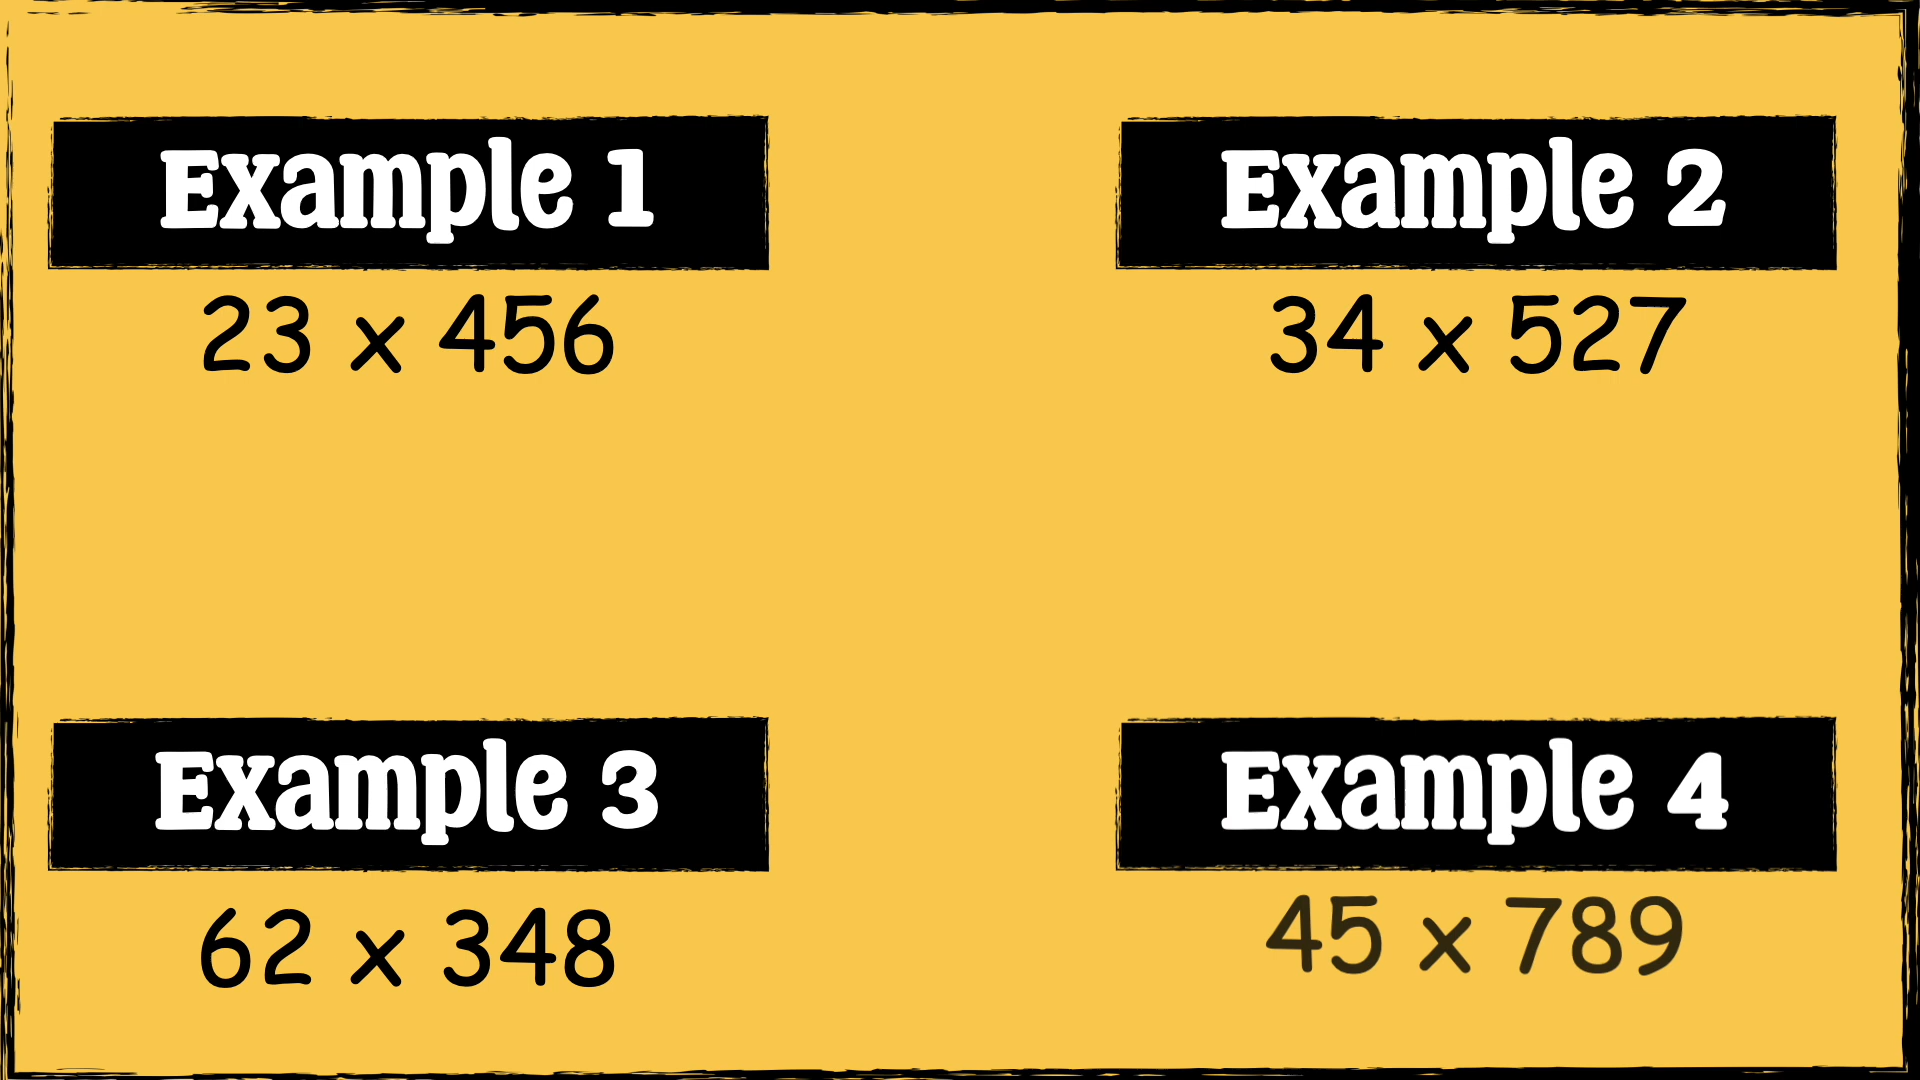 Example 1
23 x 456
Example 2
34 x 527
Example 3
62 x 348
Example 4
45 x 789